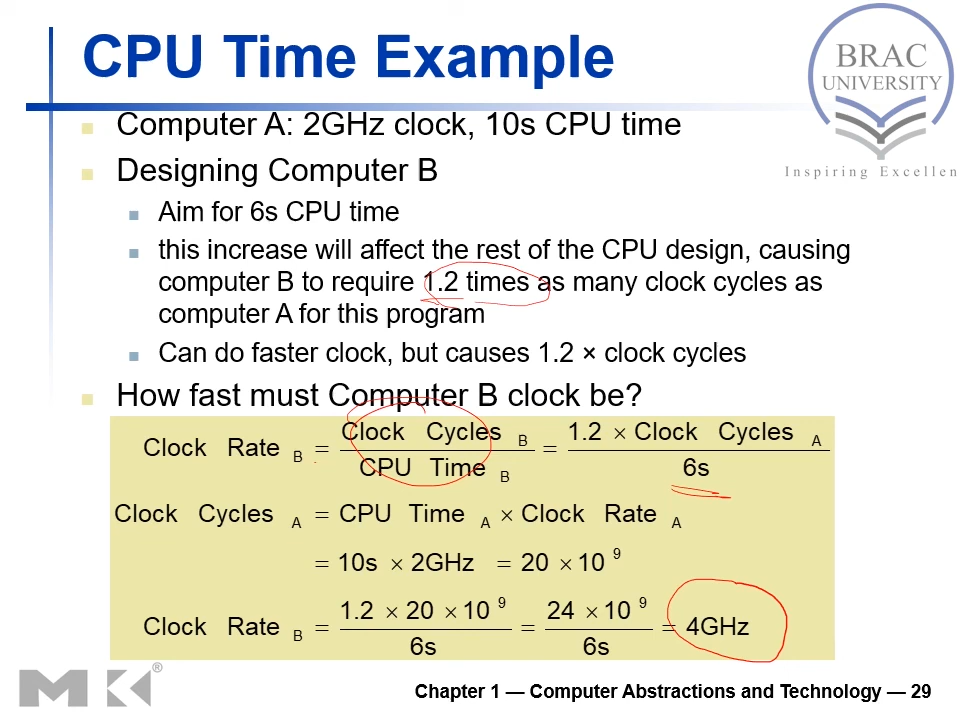 CPU Time Example
BRAC
UNIVERSITY
Inspiring Excellen
Computer A: 2GHz clock, 10s CPU time
Designing Computer B
Aim for 6s CPU time
this increase will affect the rest of the CPU design, causing
computer B to require 1.2 times as many clock cycles as
computer A for this program
Can do faster clock, but causes 1.2 × clock cycles
How fast must Computer B clock be?
Clock Rate B = Clock Cycles B / CPU Time B = 1.2 × Clock Cycles A / 6s
Clock Cycles A = CPU Time A × Clock Rate A
= 10s × 2GHz = 20 × 10 9
Clock Rate B = 1.2 × 20 × 10 9 / 6s = 24 × 10 9 / 6s = 4GHz
MK®
Chapter 1 — Computer Abstractions and Technology — 29